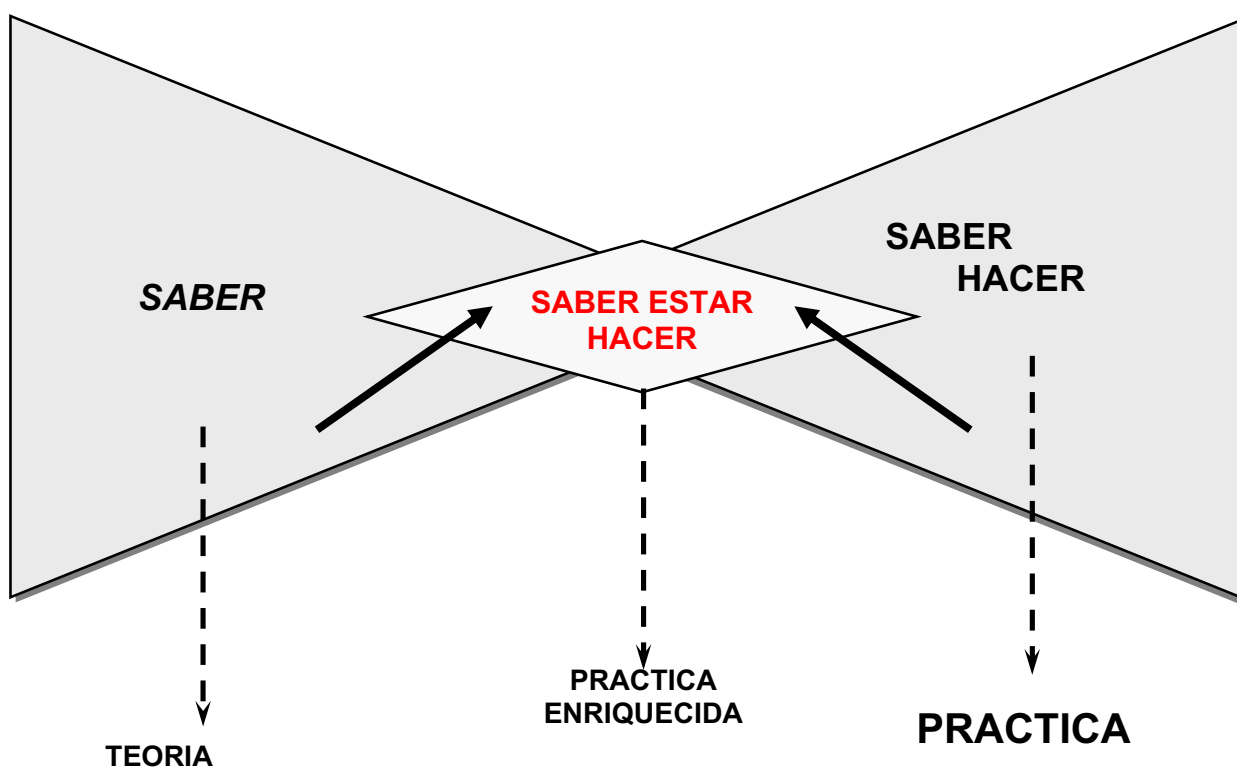 SABER
SABER ESTAR
HACER
SABER
HACER
TEORIA
PRACTICA
ENRIQUECIDA
PRACTICA